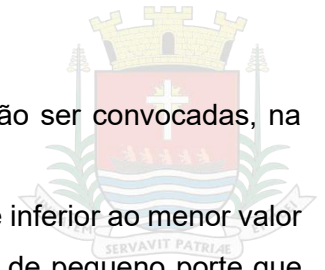 ão ser convocadas, na
e inferior ao menor valor
de pequeno porte que
SERVAVIT PATRIAE